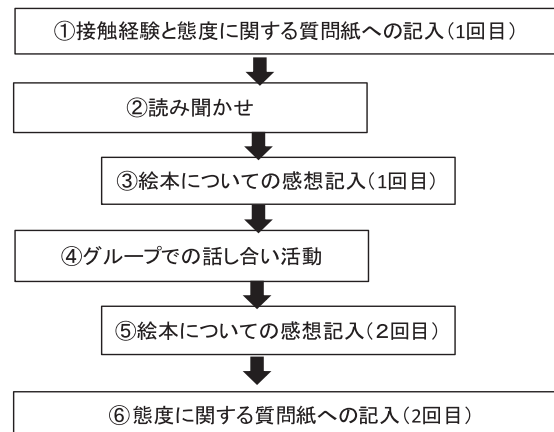 ①接触経験と態度に関する質問紙への記入(1回目)
②読み聞かせ
③絵本についての感想記入(1回目)
④グループでの話し合い活動
⑤絵本についての感想記入(2回目)
⑥態度に関する質問紙への記入(2回目)